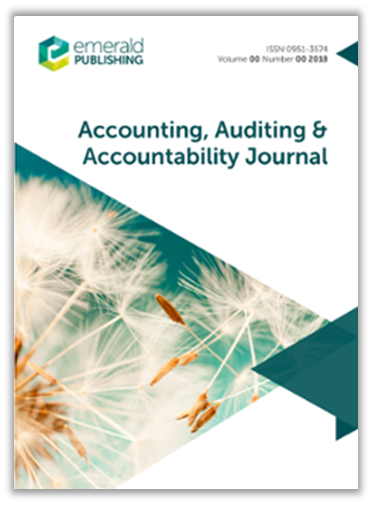 emerald
PUBLISHING
ISSN 0951-3574
Volume 00 Number 00 2018
Accounting, Auditing &
Accountability Journal